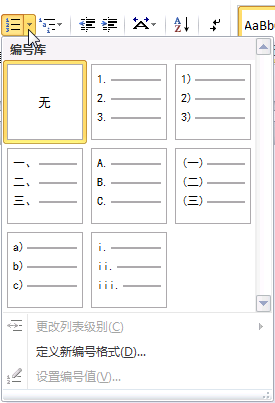 AaBb
编号库
无
1.
2.
3.
1)
2)
3)
一、
二、
三、
A.
B.
C.
(一)
(二)
(三)
a)
b)
c)
i.
ii.
iii.
更改列表级别(C)
定义新编号格式(D)...
设置编号值(V)...